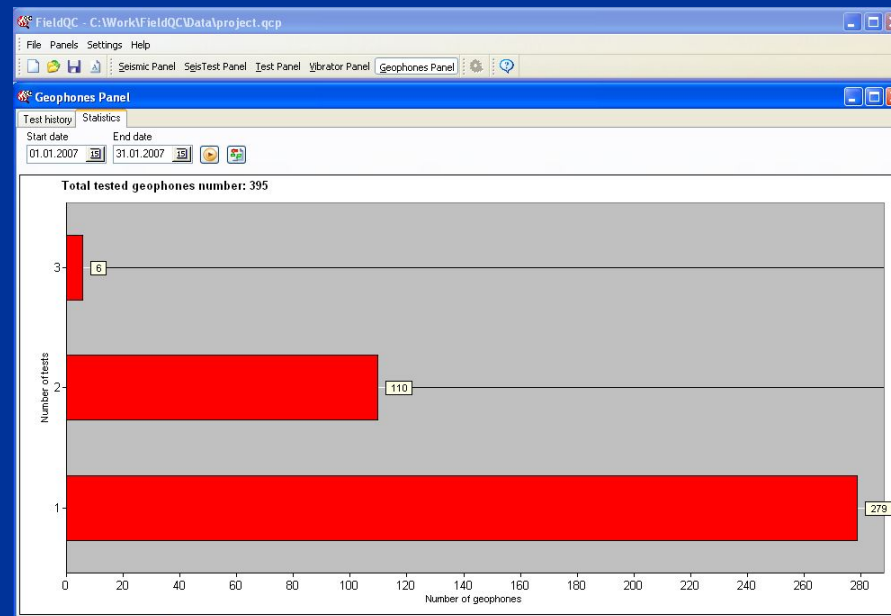 FieldQC - C:\Work\FieldQC\Data\project.qcp
File Panels Settings Help
Seismic Panel SeisTest Panel Test Panel Vibrator Panel Geophones Panel
Geophones Panel
Test history Statistics
Start date End date
01.01.2007 15 31.01.2007 15
Total tested geophones number: 395
3 6
Number of tests
2 110
1 279
0 20 40 60 80 100 120 140 160 180 200 220 240 260 280
Number of geophones